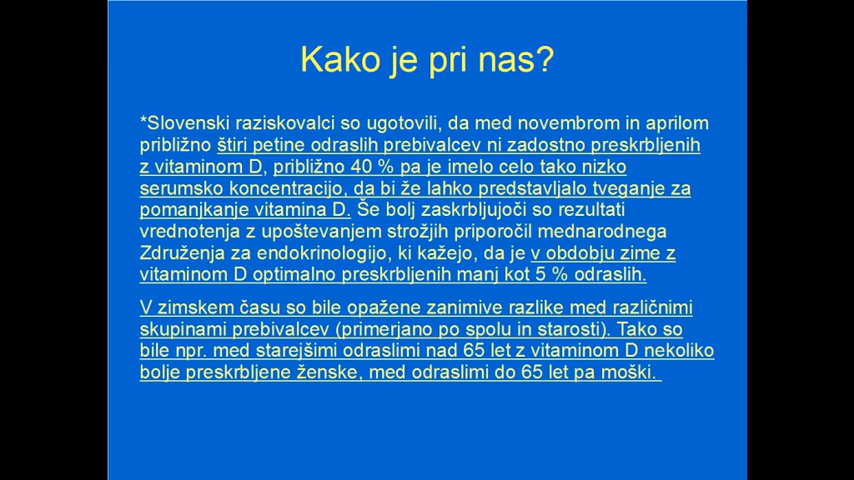 Kako je pri nas?
*Slovenski raziskovalci so ugotovili, da med novembrom in aprilom
približno štiri petine odraslih prebivalcev ni zadostno preskrbljenih
z vitaminom D, približno 40 % pa je imelo celo tako nizko
serumsko koncentracijo, da bi že lahko predstavljalo tveganje za
pomanjkanje vitamina D. Še bolj zaskrbljujoči so rezultati
vrednotenja z upoštevanjem strožjih priporočil mednarodnega
Združenja za endokrinologijo, ki kažejo, da je v obdobju zime z
vitaminom D optimalno preskrbljenih manj kot 5 % odraslih.
V zimskem času so bile opažene zanimive razlike med različnimi
skupinami prebivalcev (primerjano po spolu in starosti). Tako so
bile npr. med starejšimi odraslimi nad 65 let z vitaminom D nekoliko
bolje preskrbljene ženske, med odraslimi do 65 let pa moški.